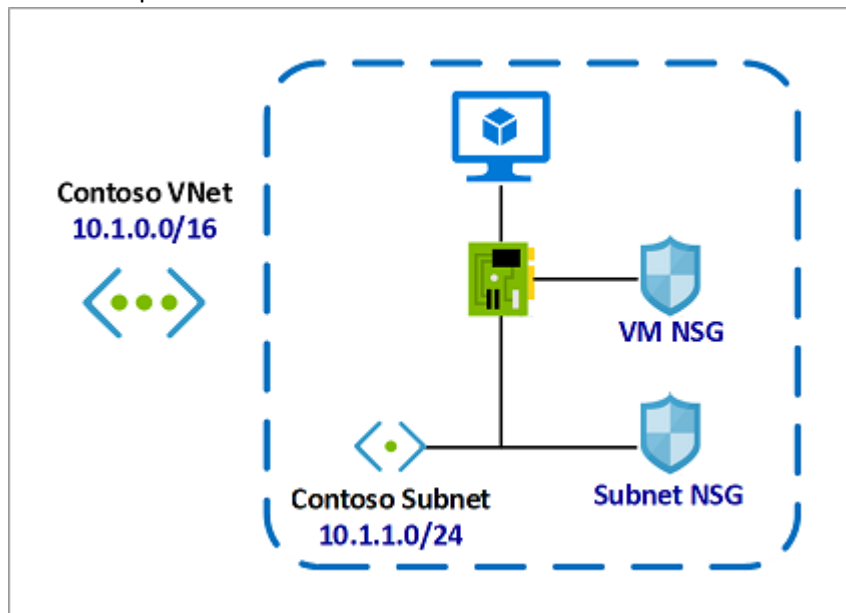 Contoso VNet
10.1.0.0/16
VM NSG
Contoso Subnet
10.1.1.0/24
Subnet NSG